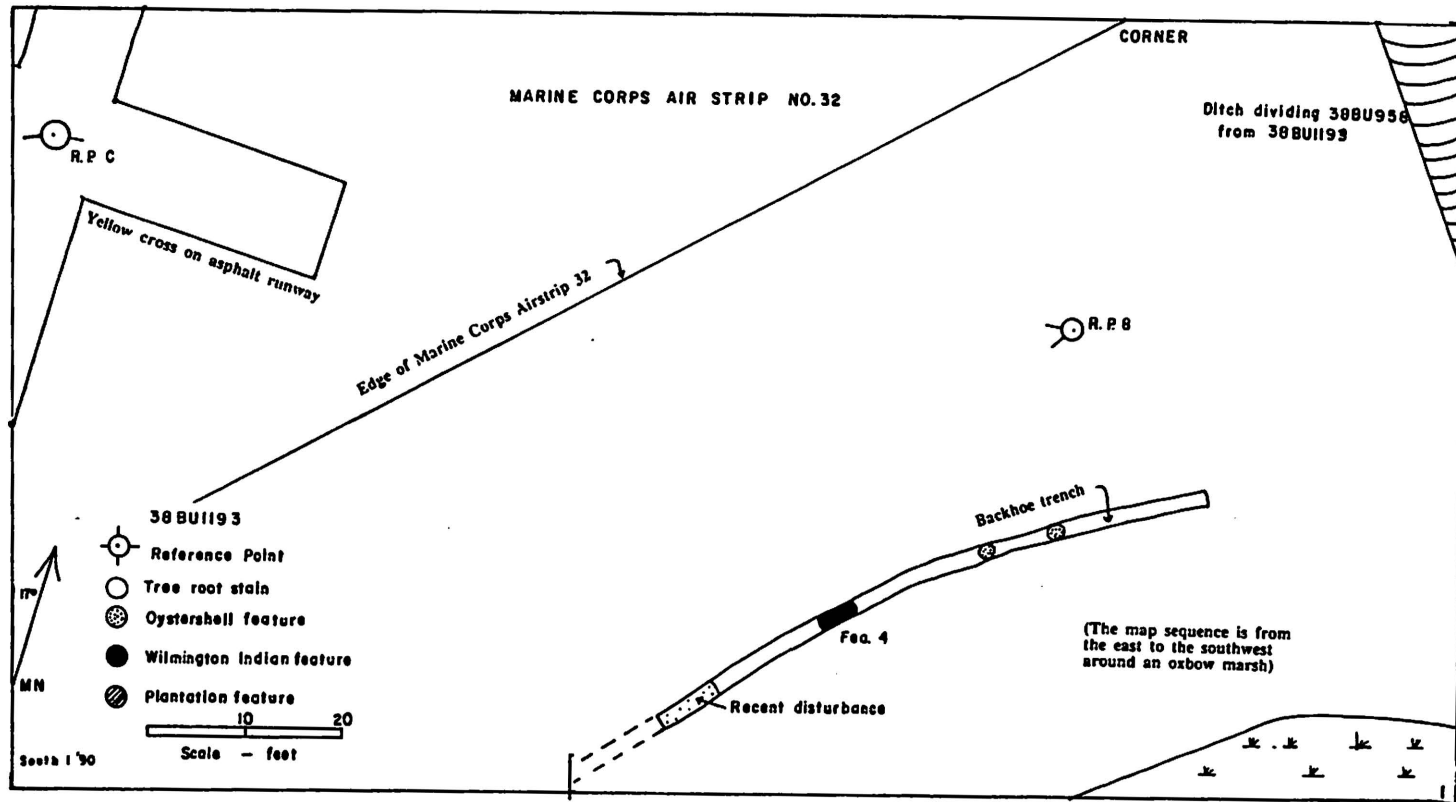 CORNER
MARINE CORPS AIR STRIP NO. 32
Ditch dividing 38BU958
from 38BU1193
R.P. C
Yellow cross on asphalt runway
Edge of Marine Corps Airstrip 32
R.P. B
Backhoe trench
38BU1193
Reference Point
Tree root stain
17°
Oystershell feature
Fea. 4
(The map sequence is from
the east to the southwest
around an oxbow marsh)
Wilmington Indian feature
MN
Plantation feature
Recent disturbance
10 20
Scale - feet
South 1 '90
1